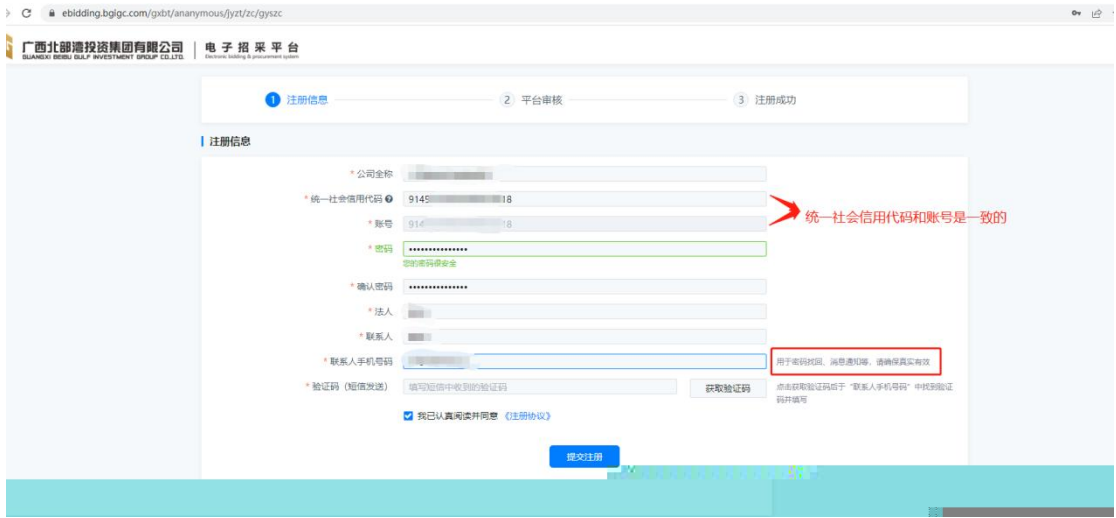 ebidding.bgigc.com/gxbt/ananymous/jyzt/zc/gyszc
广西北部湾投资集团有限公司
GUANGXI BEIBU GULF INVESTMENT GROUP CO.,LTD.
电子招采平台
Electronic bidding & procurement system
1 注册信息
2 平台审核
3 注册成功
注册信息
* 公司全称
* 统一社会信用代码 9145 18
* 账号 914 8
统一社会信用代码和账号是一致的
* 密码 •••••••••••••••
您的密码很安全
* 确认密码 •••••••••••••••
* 法人
* 联系人
* 联系人手机号码
用于密码找回、消息通知等、请确保真实有效
* 验证码（短信发送） 填写短信中收到的验证码 获取验证码
点击获取验证码后于“联系人手机号码”中找到验证
码并填写
我已认真阅读并同意 《注册协议》
提交注册